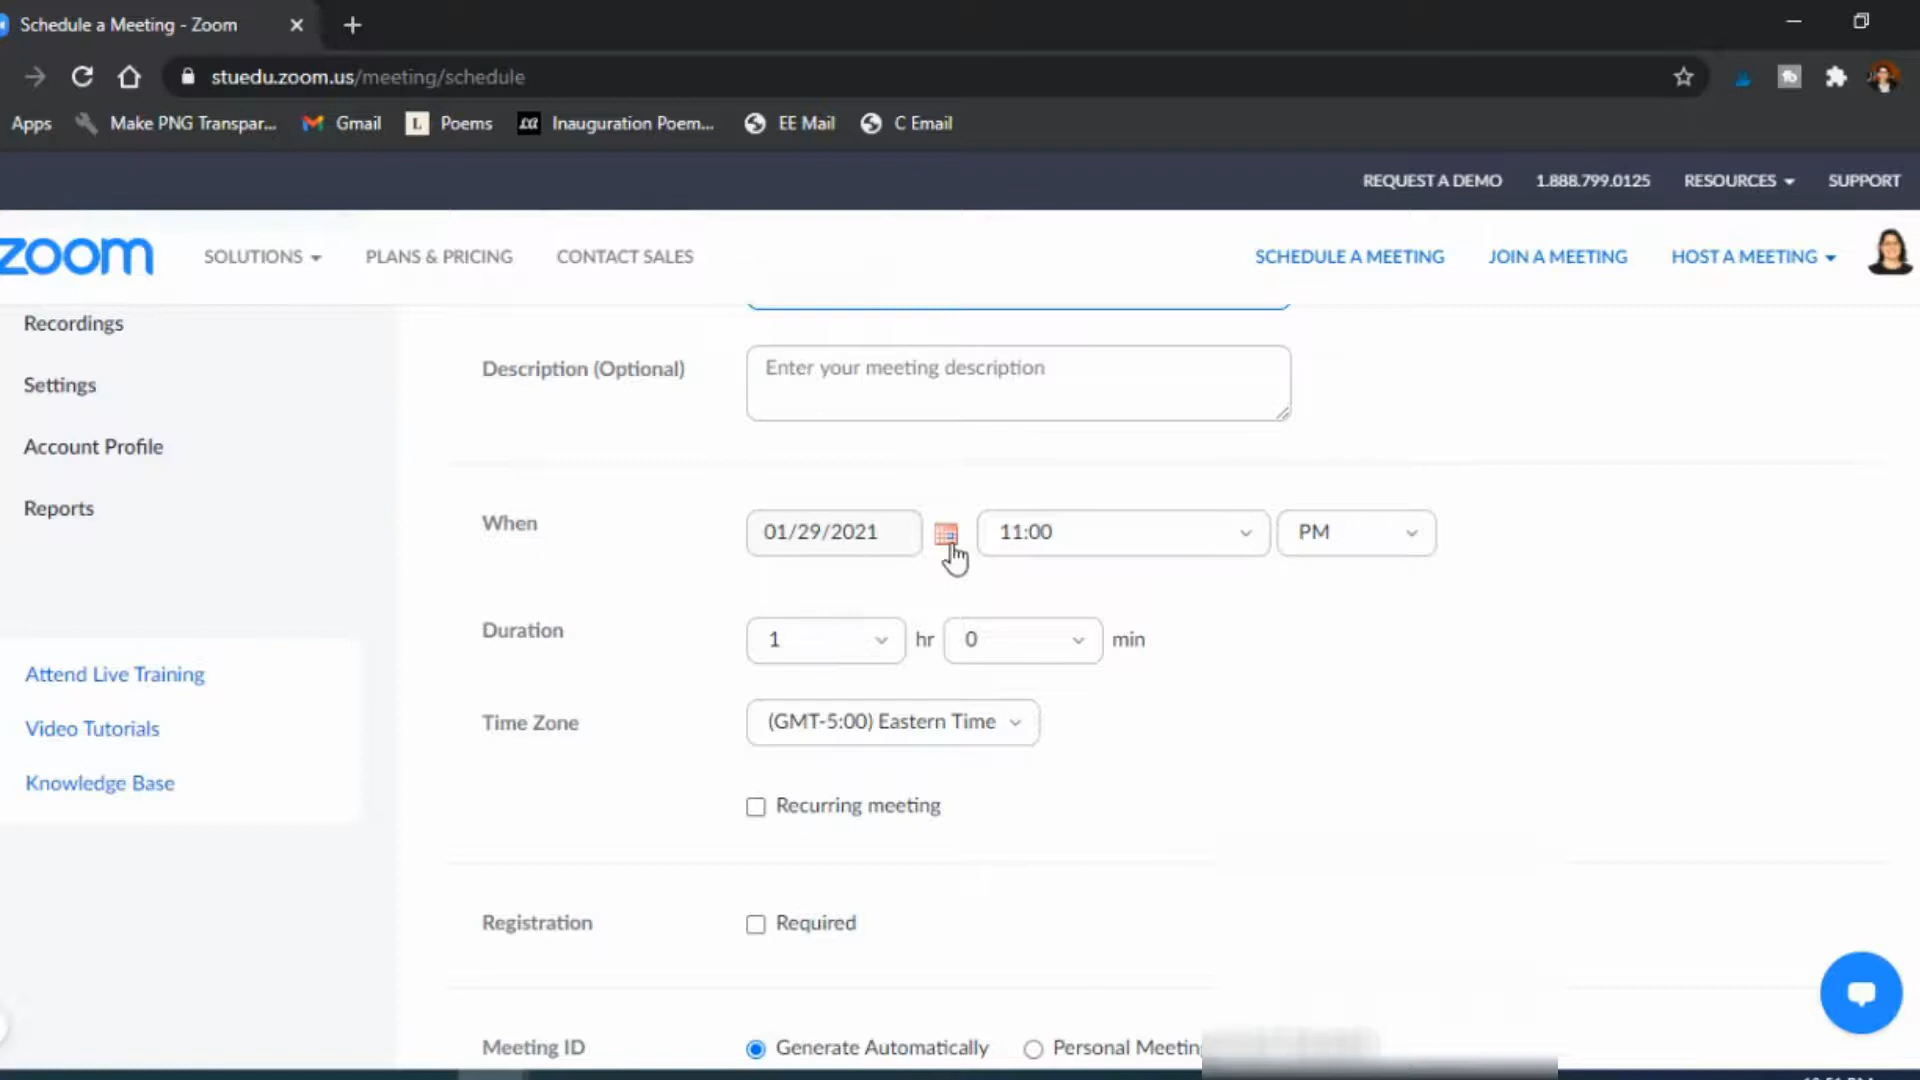 Schedule a Meeting - Zoom
stuedu.zoom.us/meeting/schedule
Apps Make PNG Transpar... Gmail L Poems Inauguration Poem... EE Mail C Email
REQUEST A DEMO 1.888.799.0125 RESOURCES SUPPORT
zoom SOLUTIONS PLANS & PRICING CONTACT SALES SCHEDULE A MEETING JOIN A MEETING HOST A MEETING
Recordings
Settings
Account Profile
Reports
Attend Live Training
Video Tutorials
Knowledge Base
Description (Optional) Enter your meeting description
When 01/29/2021 11:00 PM
Duration 1 hr 0 min
Time Zone (GMT-5:00) Eastern Time
Recurring meeting
Registration Required
Meeting ID Generate Automatically Personal Meetin